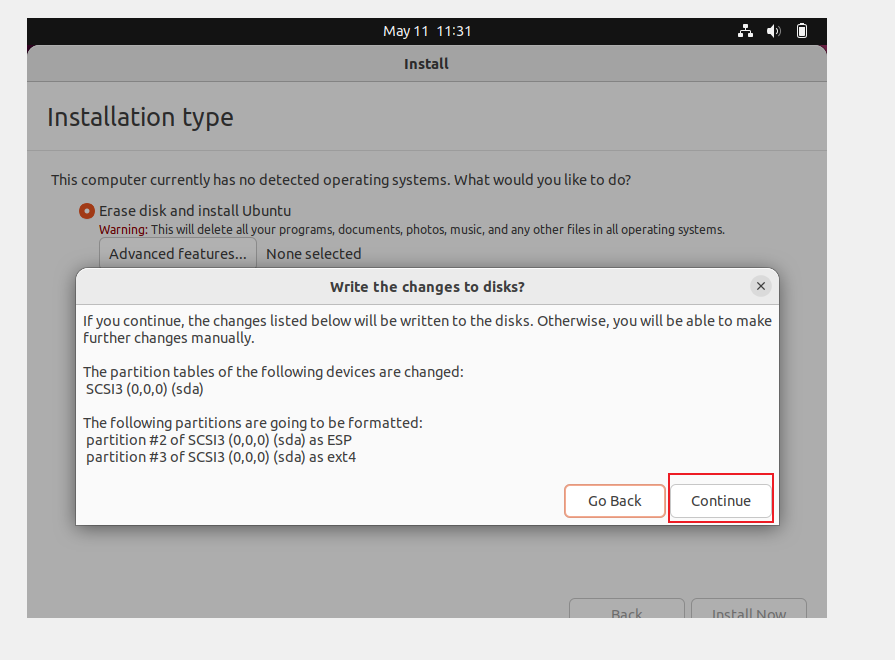 May 11 11:31
Install
Installation type
This computer currently has no detected operating systems. What would you like to do?
Erase disk and install Ubuntu
Warning: This will delete all your programs, documents, photos, music, and any other files in all operating systems.
Advanced features... None selected
Write the changes to disks?
If you continue, the changes listed below will be written to the disks. Otherwise, you will be able to make
further changes manually.
The partition tables of the following devices are changed:
SCSI3 (0,0,0) (sda)
The following partitions are going to be formatted:
partition #2 of SCSI3 (0,0,0) (sda) as ESP
partition #3 of SCSI3 (0,0,0) (sda) as ext4
Go Back Continue
Back Install Now